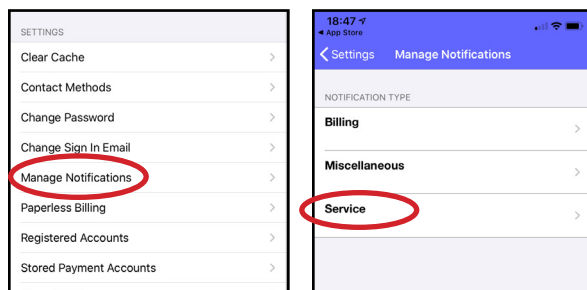 SETTINGS
Clear Cache
Contact Methods
Change Password
Change Sign In Email
Manage Notifications
Paperless Billing
Registered Accounts
Stored Payment Accounts
18:47
App Store
Settings Manage Notifications
NOTIFICATION TYPE
Billing
Miscellaneous
Service